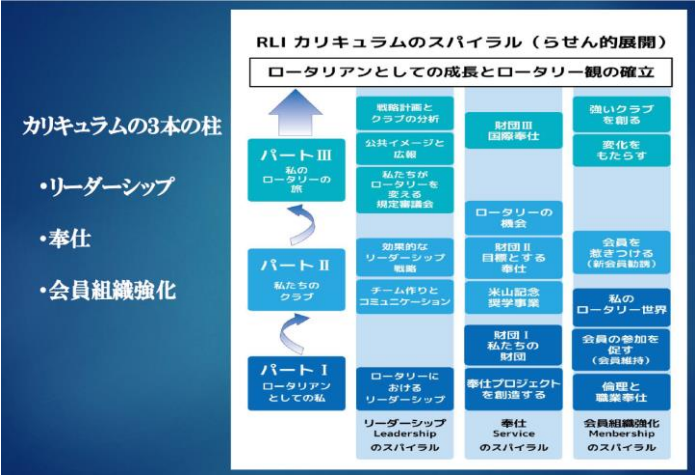 カリキュラムの3本の柱
・リーダーシップ
・奉仕
・会員組織強化
RLI カリキュラムのスパイラル（らせん的展開）
ロータリアンとしての成長とロータリー観の確立
パートⅢ
私の
ロータリーの
旅
パートⅡ
私たちの
クラブ
パートⅠ
ロータリアン
としての私
戦略計画と
クラブの分析
公共イメージと
広報
私たちが
ロータリーを
変える
規定審議会
効果的な
リーダーシップ
戦略
チーム作りと
コミュニケーション
ロータリーに
おける
リーダーシップ
リーダーシップ
Leadership
のスパイラル
財団Ⅲ
国際奉仕
ロータリーの
機会
財団Ⅱ
目標とする
奉仕
米山記念
奨学事業
財団Ⅰ
私たちの
財団
奉仕プロジェクト
を創造する
奉仕
Service
のスパイラル
強いクラブ
を創る
変化を
もたらす
会員を
惹きつける
（新会員勧誘）
私の
ロータリー世界
会員の参加を
促す
（会員維持）
倫理と
職業奉仕
会員組織強化
Menbership
のスパイラル